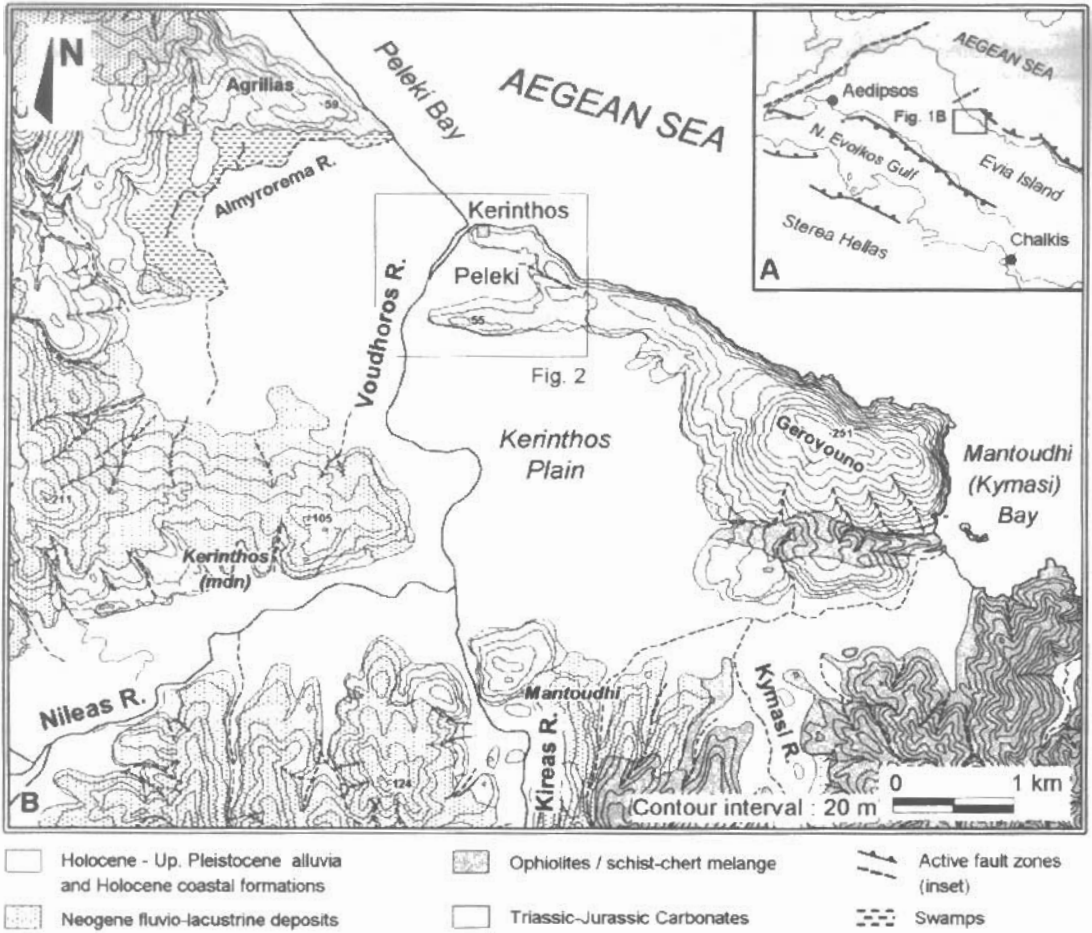 N
Peleki Bay
AEGEAN SEA
Agrilias
59
Almyrorema R.
Kerinthos
Peleki
55
Voudhoros R.
Fig. 2
Kerinthos
Plain
Gerovouno
251
Mantoudhi
(Kymasi)
Bay
211
105
Kerinthos
(mdn)
Nileas R.
Mantoudhi
Kireas R.
Kymasi R.
124
B
0 1 km
Contour interval : 20 m
AEGEAN SEA
Aedipsos
Fig. 1B
N. Evoikos Gulf
Evia Island
Sterea Hellas
Chalkis
A
Holocene - Up. Pleistocene alluvia
and Holocene coastal formations
Neogene fluvio-lacustrine deposits
Ophiolites / schist-chert melange
Triassic-Jurassic Carbonates
Active fault zones
(inset)
Swamps